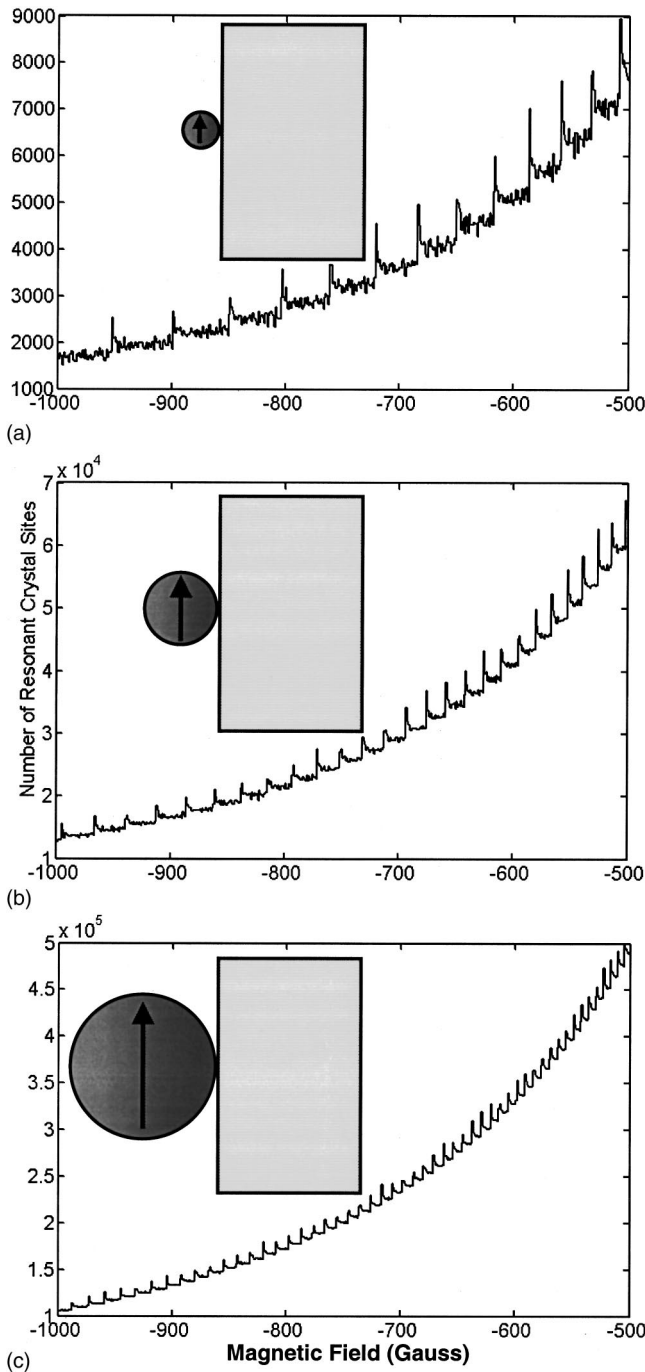 9000
8000
7000
6000
5000
4000
3000
2000
1000
-1000 -900 -800 -700 -600 -500
(a)
x 10^4
7
6
5
4
3
2
1
Number of Resonant Crystal Sites
-1000 -900 -800 -700 -600 -500
(b)
x 10^5
5
4.5
4
3.5
3
2.5
2
1.5
1
-1000 -900 -800 -700 -600 -500
Magnetic Field (Gauss)
(c)